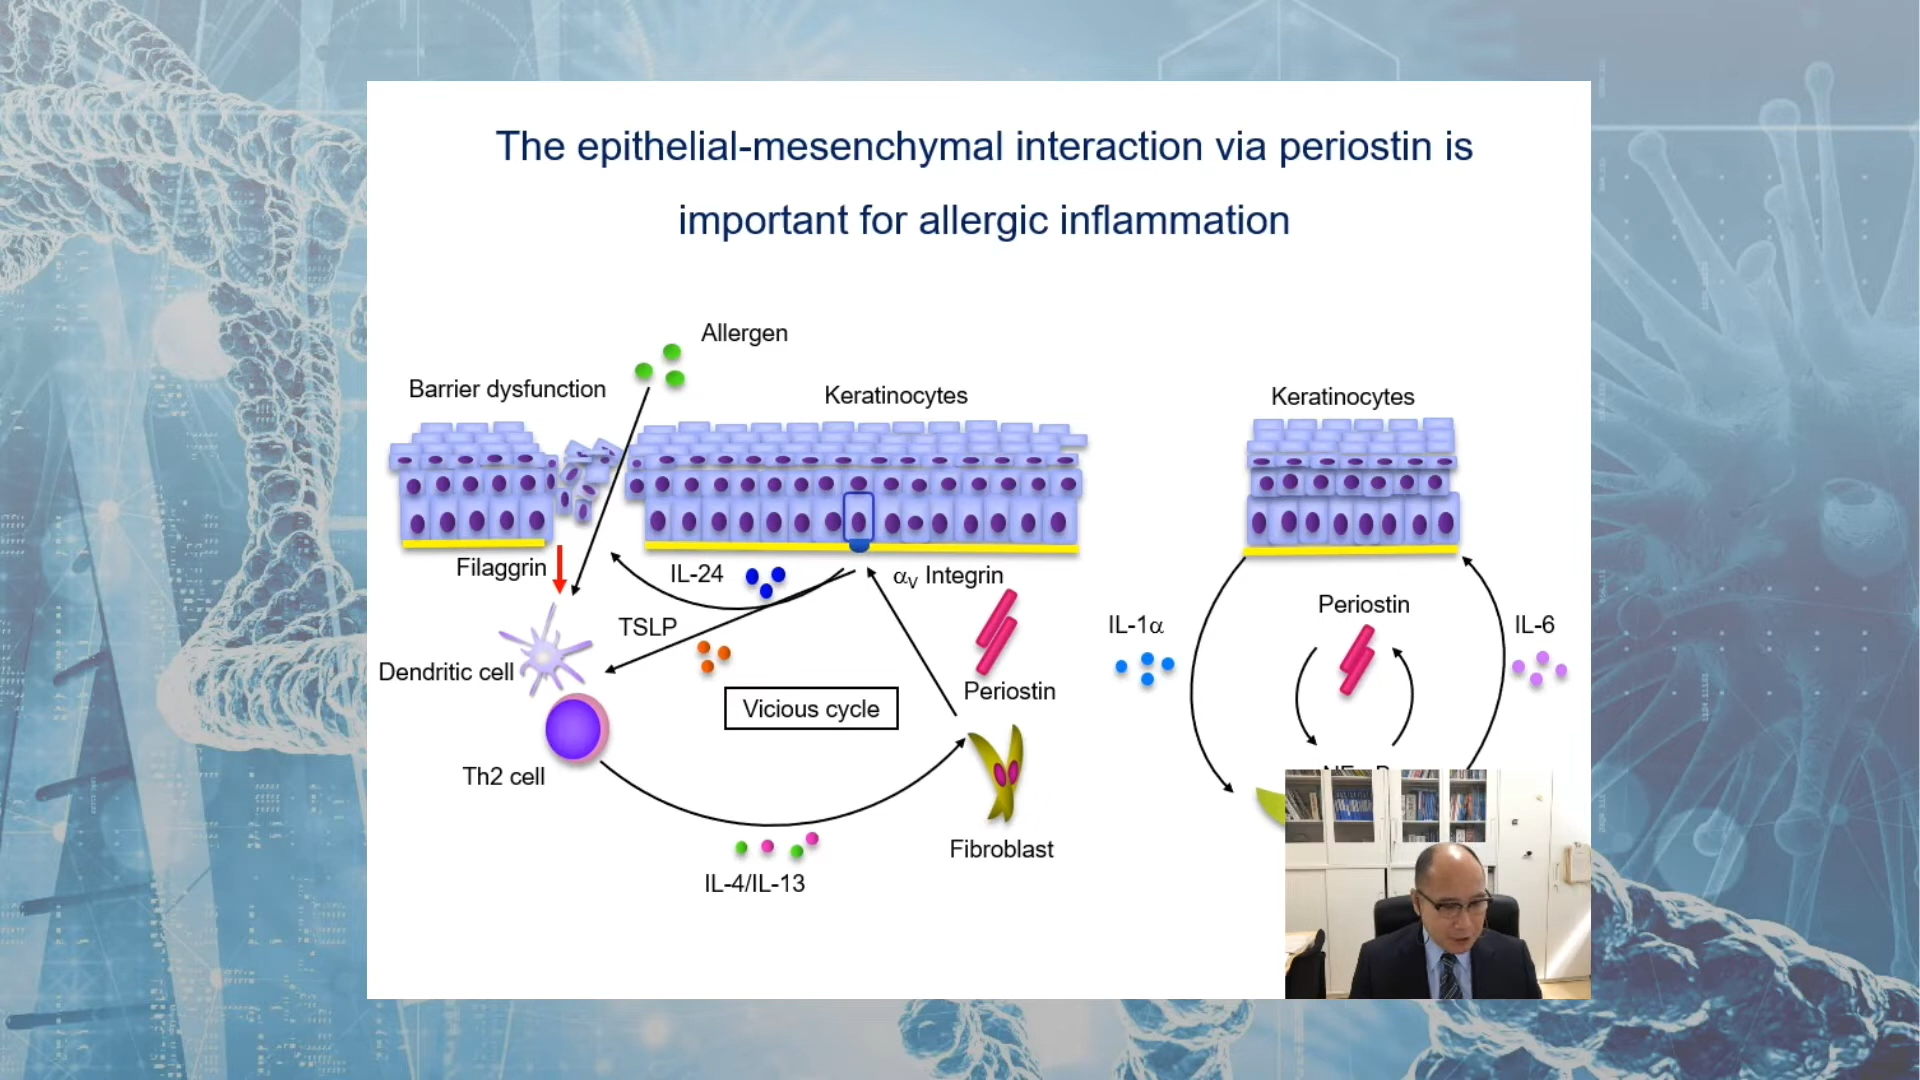 The epithelial-mesenchymal interaction via periostin is
important for allergic inflammation
Allergen
Barrier dysfunction
Keratinocytes
Filaggrin
IL-24
αV Integrin
TSLP
Dendritic cell
Periostin
Vicious cycle
Th2 cell
Fibroblast
IL-4/IL-13
Keratinocytes
Periostin
IL-1α
IL-6